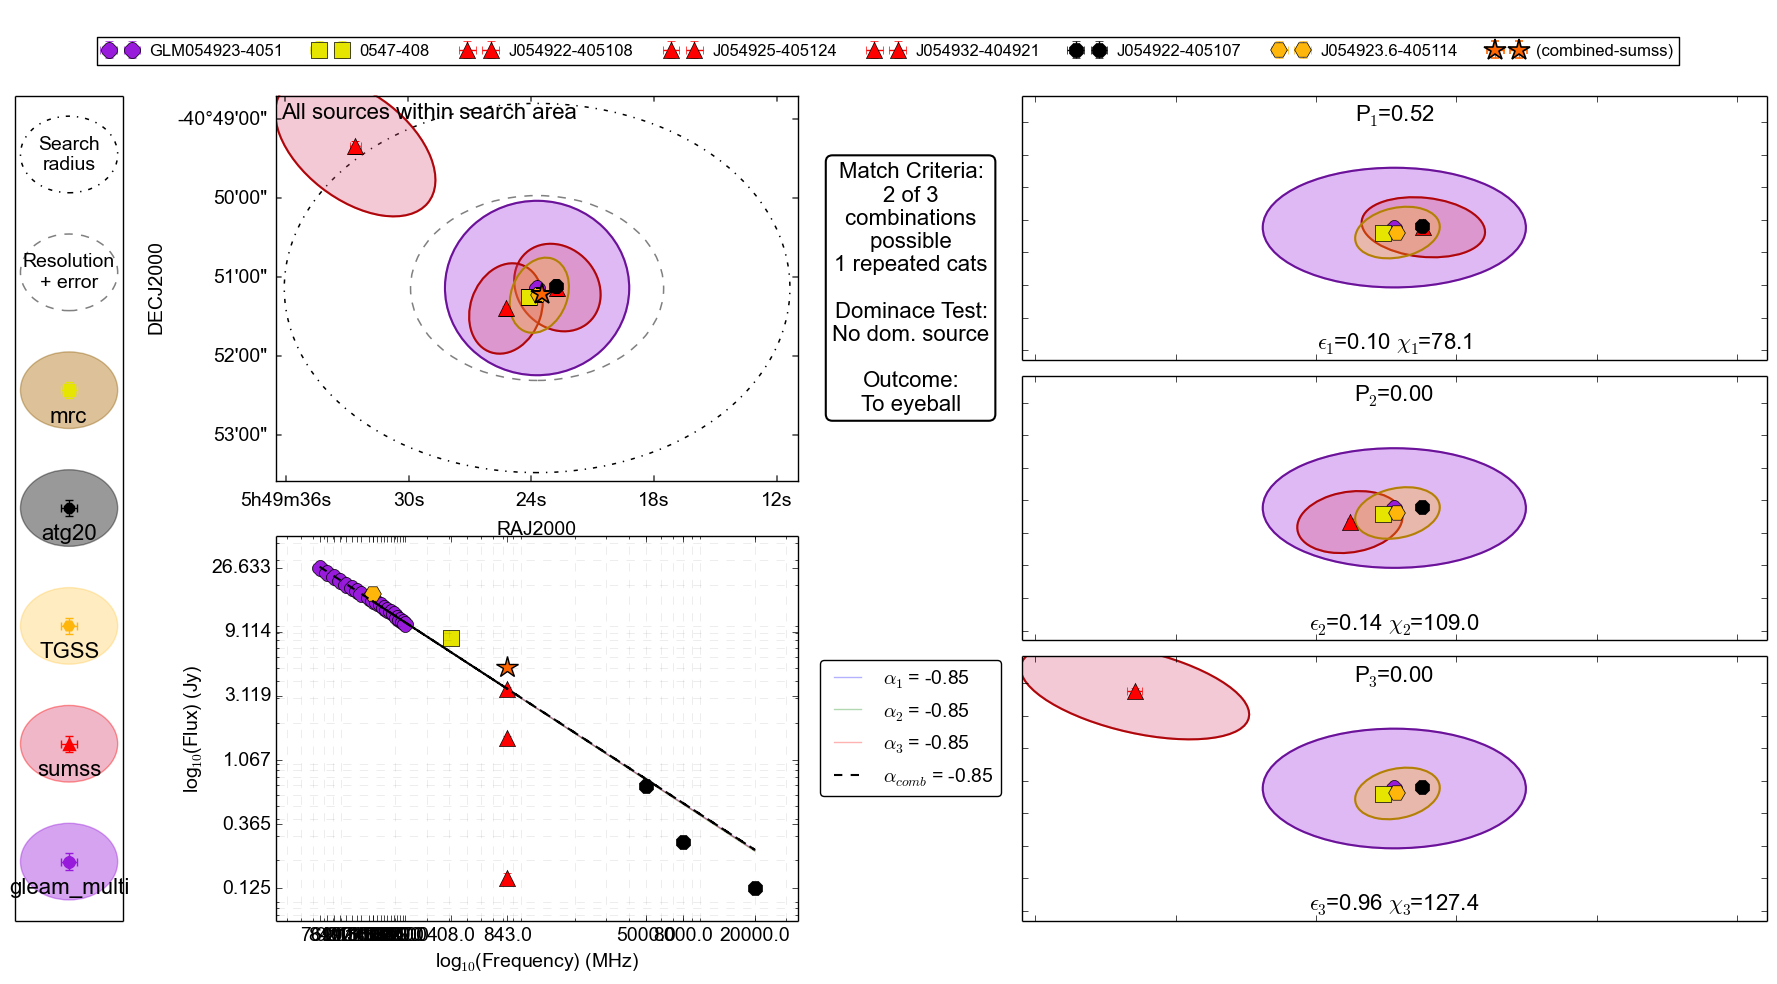 GLM054923-4051 0547-408 J054922-405108 J054925-405124 J054932-404921 J054922-405107 J054923.6-405114 (combined-sumss)
Search
radius
Resolution
+ error
mrc
atg20
TGSS
sumss
gleam_multi
All sources within search area
-40°49'00"
50'00"
51'00"
52'00"
53'00"
DECJ2000
5h49m36s 30s 24s 18s 12s
RAJ2000
Match Criteria:
2 of 3
combinations
possible
1 repeated cats
Dominace Test:
No dom. source
Outcome:
To eyeball
26.633
9.114
3.119
1.067
0.365
0.125
log10(Flux) (Jy)
408.0 843.0 5000.0 8000.0 20000.0
log10(Frequency) (MHz)
α1 = -0.85
α2 = -0.85
α3 = -0.85
αcomb = -0.85
P1=0.52
ϵ1=0.10 χ1=78.1
P2=0.00
ϵ2=0.14 χ2=109.0
P3=0.00
ϵ3=0.96 χ3=127.4